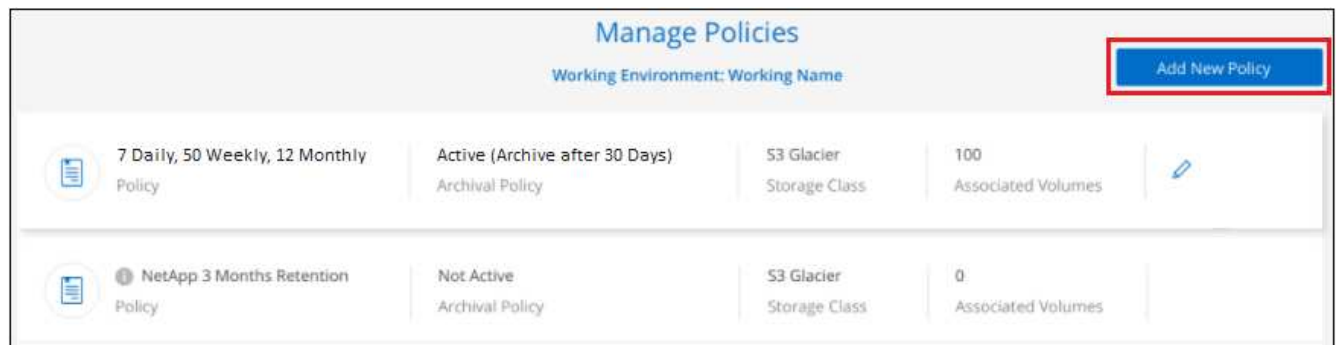 Manage Policies
Working Environment: Working Name
Add New Policy
7 Daily, 50 Weekly, 12 Monthly
Policy
Active (Archive after 30 Days)
Archival Policy
S3 Glacier
Storage Class
100
Associated Volumes
NetApp 3 Months Retention
Policy
Not Active
Archival Policy
S3 Glacier
Storage Class
0
Associated Volumes